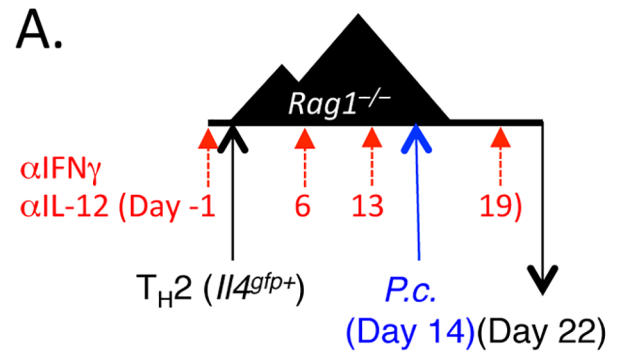 A.
Rag1–/–
αIFNγ
αIL-12 (Day -1 6 13 19)
TH2 (Il4gfp+)
P.c.
(Day 14)(Day 22)